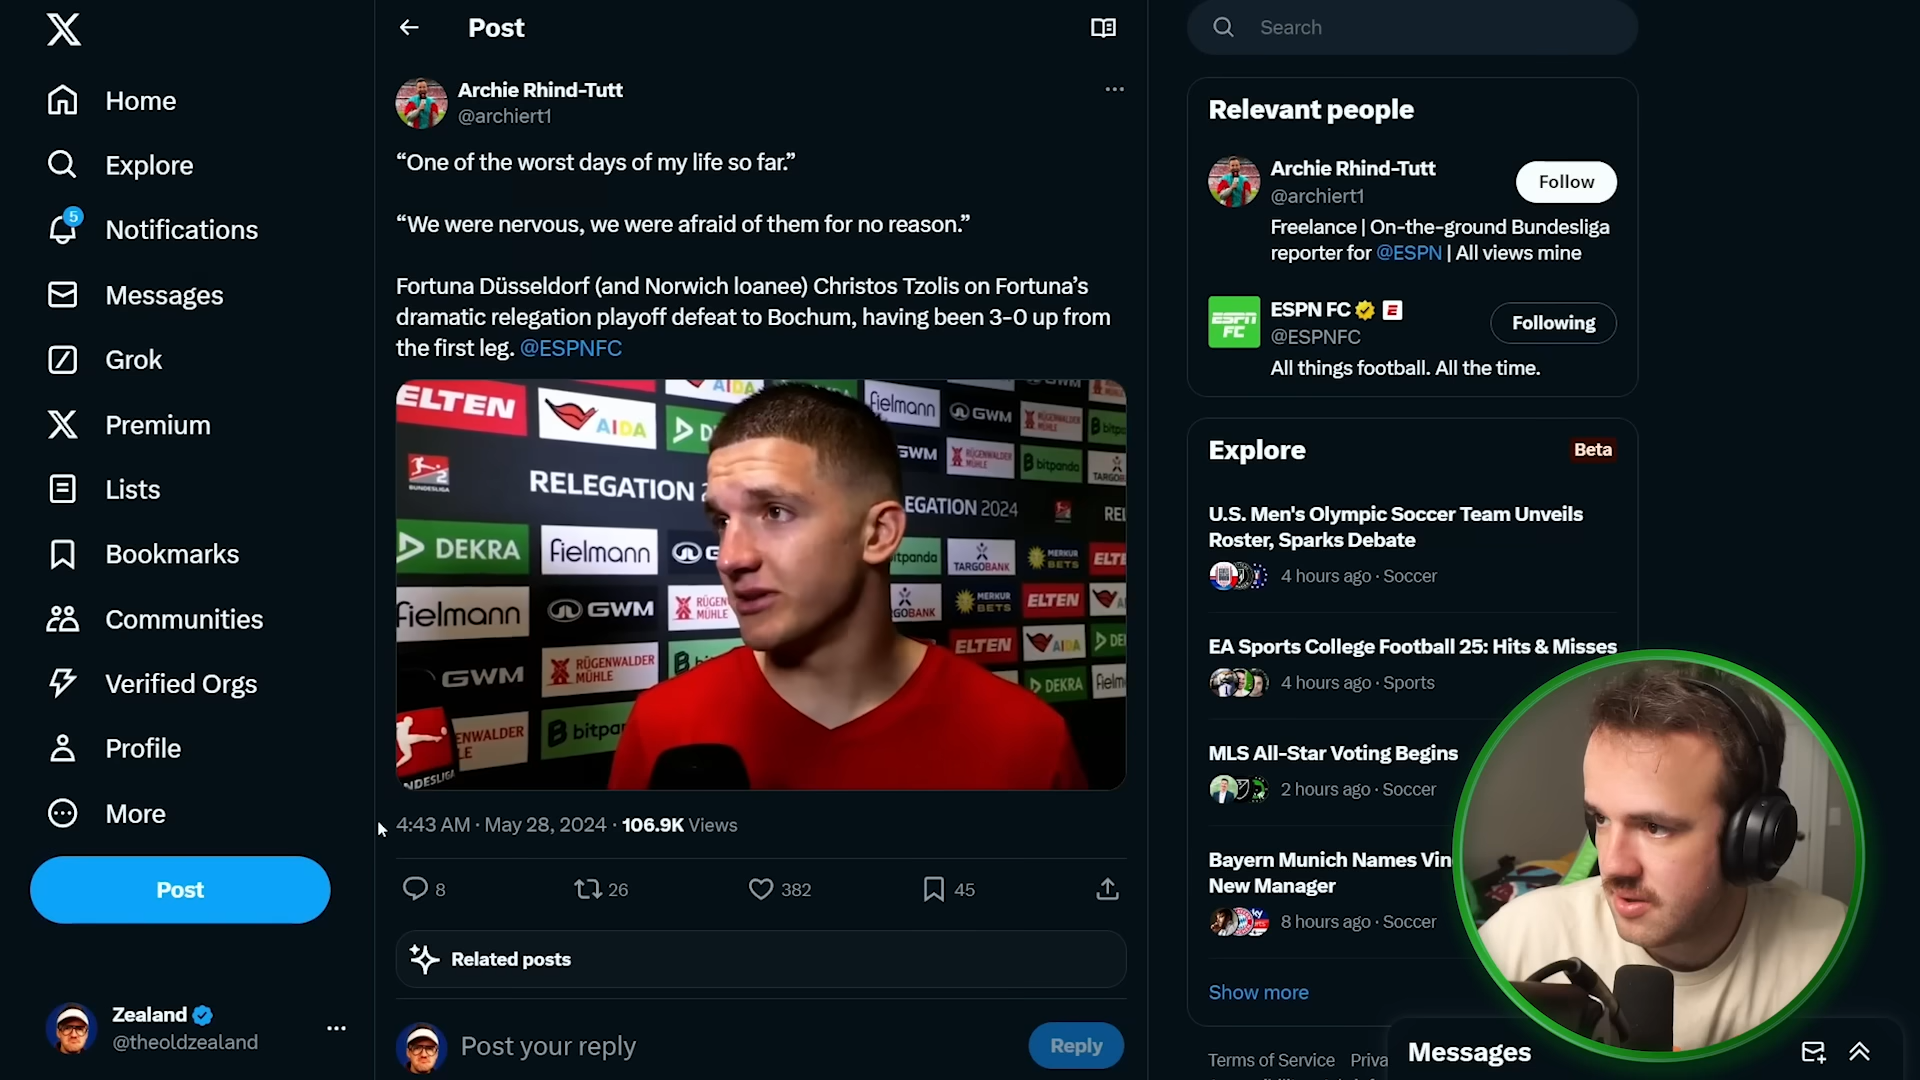 Home
Explore
5
Notifications
Messages
Grok
Premium
Lists
Bookmarks
Communities
Verified Orgs
Profile
More
Post
Zealand
@theoldzealand
Post
Archie Rhind-Tutt
@archiert1
“One of the worst days of my life so far.”
“We were nervous, we were afraid of them for no reason.”
Fortuna Düsseldorf (and Norwich loanee) Christos Tzolis on Fortuna’s
dramatic relegation playoff defeat to Bochum, having been 3-0 up from
the first leg. @ESPNFC
ELTEN
AIDA
fielmann
GWM
RÜGENWALDER MÜHLE
bitpanda
BUNDESLIGA
RELEGATION
GWM
RÜGENWALDER MÜHLE
bitpanda
TARGOBANK
EGATION 2024
REL
DEKRA
fielmann
tpanda
TARGOBANK
MERKUR BETS
ELTE
fielmann
GWM
RÜGEN MÜHLE
GOBANK
MERKUR BETS
ELTEN
GWM
RÜGENWALDER MÜHLE
ELTEN
AIDA
DE
ENWALDER
LE
bitpan
DEKRA
fielm
NDESLIGA
4:43 AM · May 28, 2024 · 106.9K Views
8
26
382
45
Related posts
Post your reply
Reply
Search
Relevant people
Archie Rhind-Tutt
@archiert1
Follow
Freelance | On-the-ground Bundesliga
reporter for @ESPN | All views mine
ESPN FC
ESPN FC
@ESPNFC
Following
All things football. All the time.
Explore
Beta
U.S. Men's Olympic Soccer Team Unveils
Roster, Sparks Debate
4 hours ago · Soccer
EA Sports College Football 25: Hits & Misses
4 hours ago · Sports
MLS All-Star Voting Begins
2 hours ago · Soccer
Bayern Munich Names Vin
New Manager
8 hours ago · Soccer
Show more
Terms of Service Priva
Messages